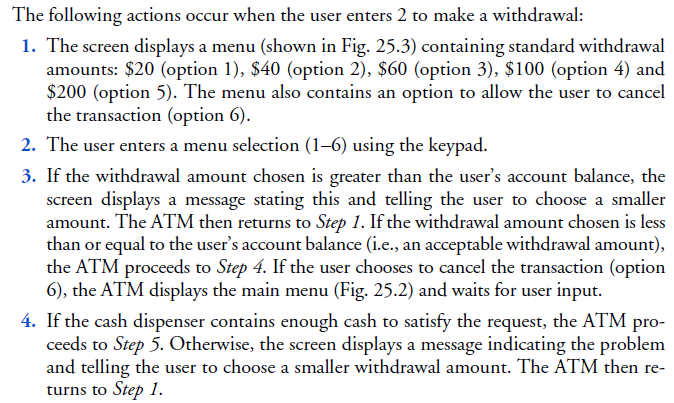 The following actions occur when the user enters 2 to make a withdrawal:
1. The screen displays a menu (shown in Fig. 25.3) containing standard withdrawal
amounts: $20 (option 1), $40 (option 2), $60 (option 3), $100 (option 4) and
$200 (option 5). The menu also contains an option to allow the user to cancel
the transaction (option 6).
2. The user enters a menu selection (1–6) using the keypad.
3. If the withdrawal amount chosen is greater than the user's account balance, the
screen displays a message stating this and telling the user to choose a smaller
amount. The ATM then returns to Step 1. If the withdrawal amount chosen is less
than or equal to the user's account balance (i.e., an acceptable withdrawal amount),
the ATM proceeds to Step 4. If the user chooses to cancel the transaction (option
6), the ATM displays the main menu (Fig. 25.2) and waits for user input.
4. If the cash dispenser contains enough cash to satisfy the request, the ATM pro-
ceeds to Step 5. Otherwise, the screen displays a message indicating the problem
and telling the user to choose a smaller withdrawal amount. The ATM then re-
turns to Step 1.